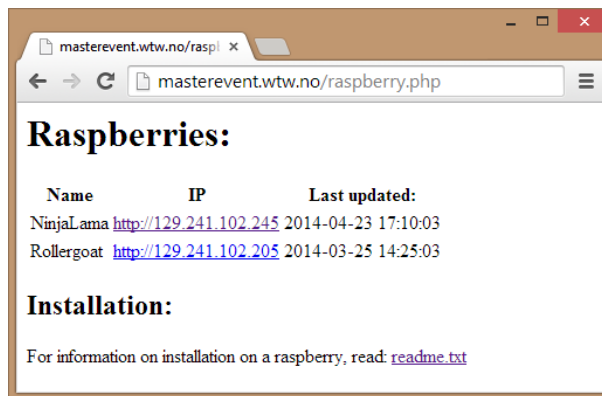 masterevent.wtw.no/raspl
masterevent.wtw.no/raspberry.php
Raspberries:
Name IP Last updated:
NinjaLama http://129.241.102.245 2014-04-23 17:10:03
Rollergoat http://129.241.102.205 2014-03-25 14:25:03
Installation:
For information on installation on a raspberry, read: readme.txt